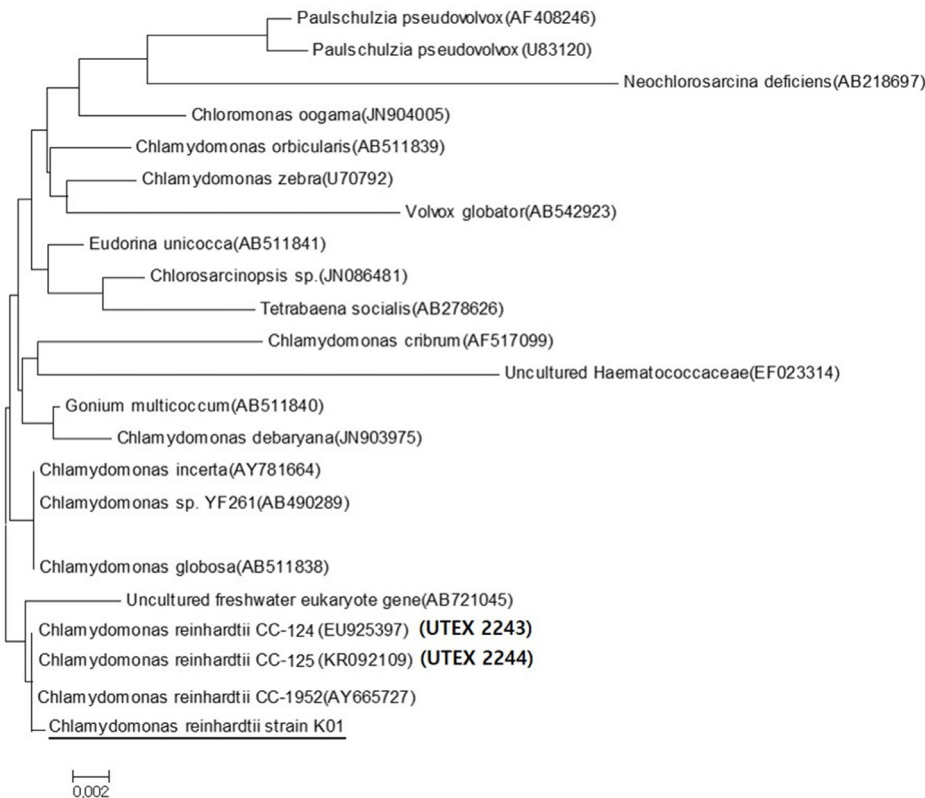 Paulschulzia pseudovolvox(AF408246)
Paulschulzia pseudovolvox(U83120)
Neochlorosarcina deficiens(AB218697)
Chloromonas oogama(JN904005)
Chlamydomonas orbicularis(AB511839)
Chlamydomonas zebra(U70792)
Volvox globator(AB542923)
Eudorina unicocca(AB511841)
Chlorosarcinopsis sp.(JN086481)
Tetrabaena socialis(AB278626)
Chlamydomonas cribrum(AF517099)
Uncultured Haematococcaceae(EF023314)
Gonium multicoccum(AB511840)
Chlamydomonas debaryana(JN903975)
Chlamydomonas incerta(AY781664)
Chlamydomonas sp. YF261(AB490289)
Chlamydomonas globosa(AB511838)
Uncultured freshwater eukaryote gene(AB721045)
Chlamydomonas reinhardtii CC-124(EU925397) (UTEX 2243)
Chlamydomonas reinhardtii CC-125(KR092109) (UTEX 2244)
Chlamydomonas reinhardtii CC-1952(AY665727)
Chlamydomonas reinhardtii strain K01
0.002